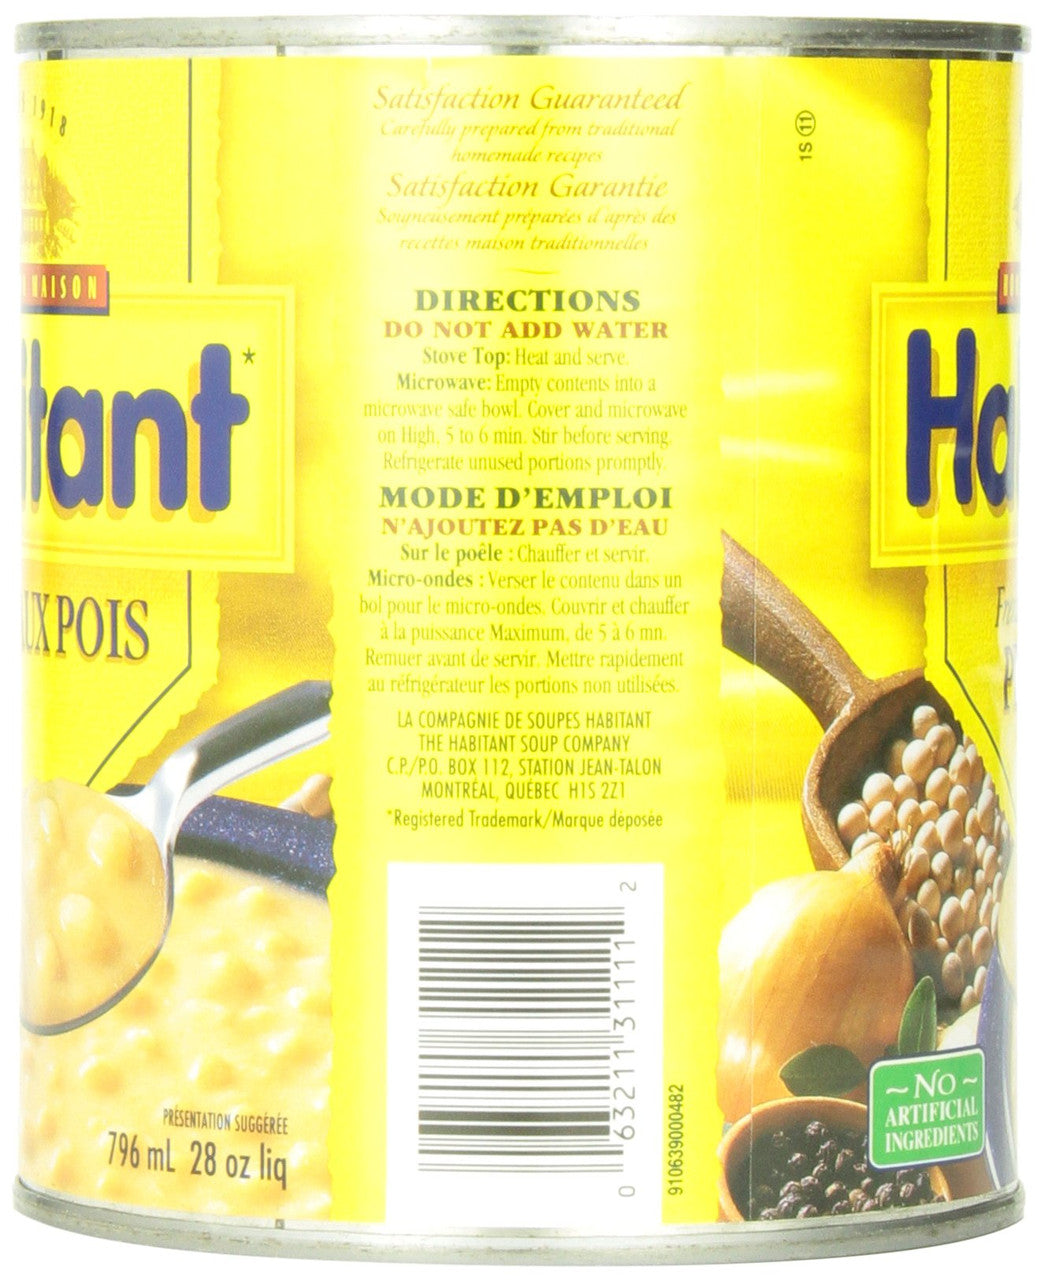 1918
MAISON
itant*
UX POIS
PRÉSENTATION SUGGÉRÉE
796 mL 28 oz liq
Satisfaction Guaranteed
Carefully prepared from traditional
homemade recipes
Satisfaction Garantie
Soigneusement préparées d'après des
recettes maison traditionnelles
DIRECTIONS
DO NOT ADD WATER
Stove Top: Heat and serve.
Microwave: Empty contents into a
microwave safe bowl. Cover and microwave
on High, 5 to 6 min. Stir before serving.
Refrigerate unused portions promptly.
MODE D'EMPLOI
N'AJOUTEZ PAS D'EAU
Sur le poêle : Chauffer et servir.
Micro-ondes : Verser le contenu dans un
bol pour le micro-ondes. Couvrir et chauffer
à la puissance Maximum, de 5 à 6 mn.
Remuer avant de servir. Mettre rapidement
au réfrigérateur les portions non utilisées.
LA COMPAGNIE DE SOUPES HABITANT
THE HABITANT SOUP COMPANY
C.P./P.O. BOX 112, STATION JEAN-TALON
MONTRÉAL, QUÉBEC H1S 2Z1
*Registered Trademark/Marque déposée
0 63211 31111 2
910639000482
1S 11
Ha
~ NO ~
ARTIFICIAL
INGREDIENTS